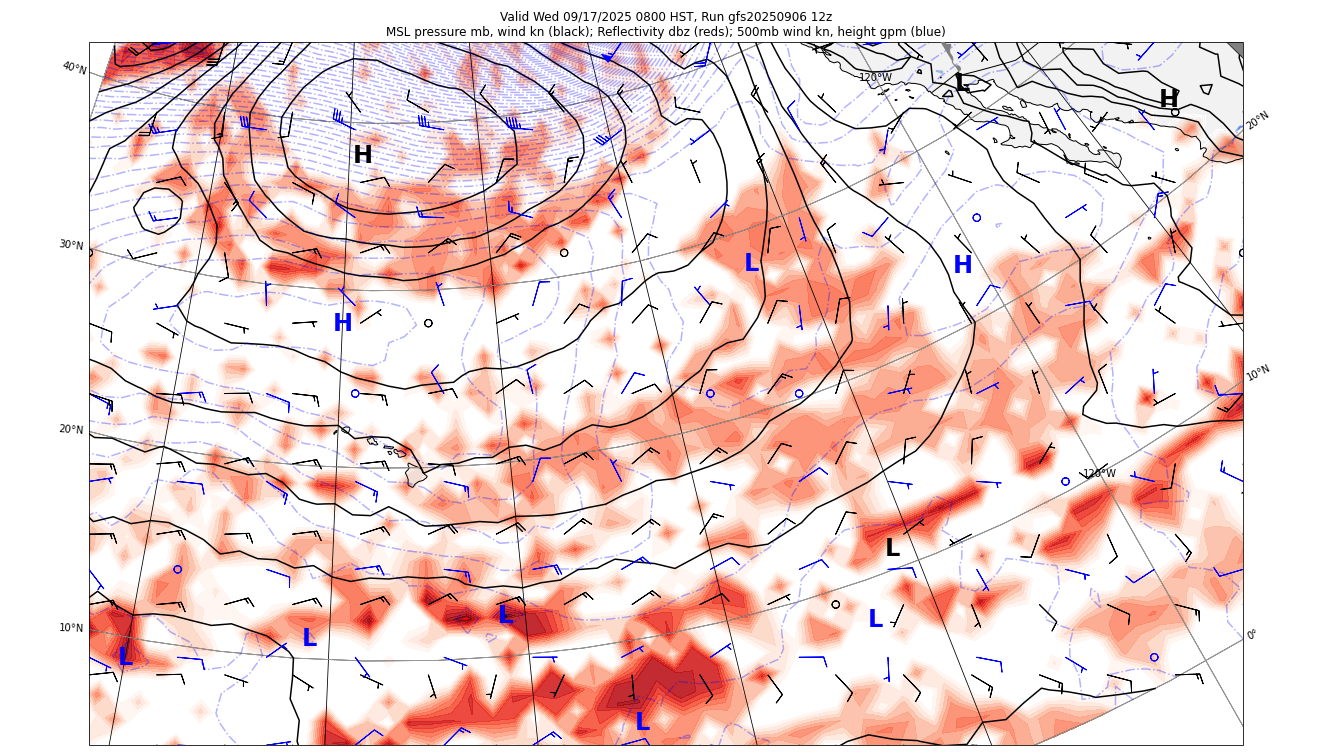 Valid Wed 09/17/2025 0800 HST, Run gfs20250906 12z
MSL pressure mb, wind kn (black); Reflectivity dbz (reds); 500mb wind kn, height gpm (blue)
40°N
120°W
L
H
20°N
H
30°N
L
H
H
10°N
20°N
120°W
L
10°N
L
H
L
L
L
0°
L
L